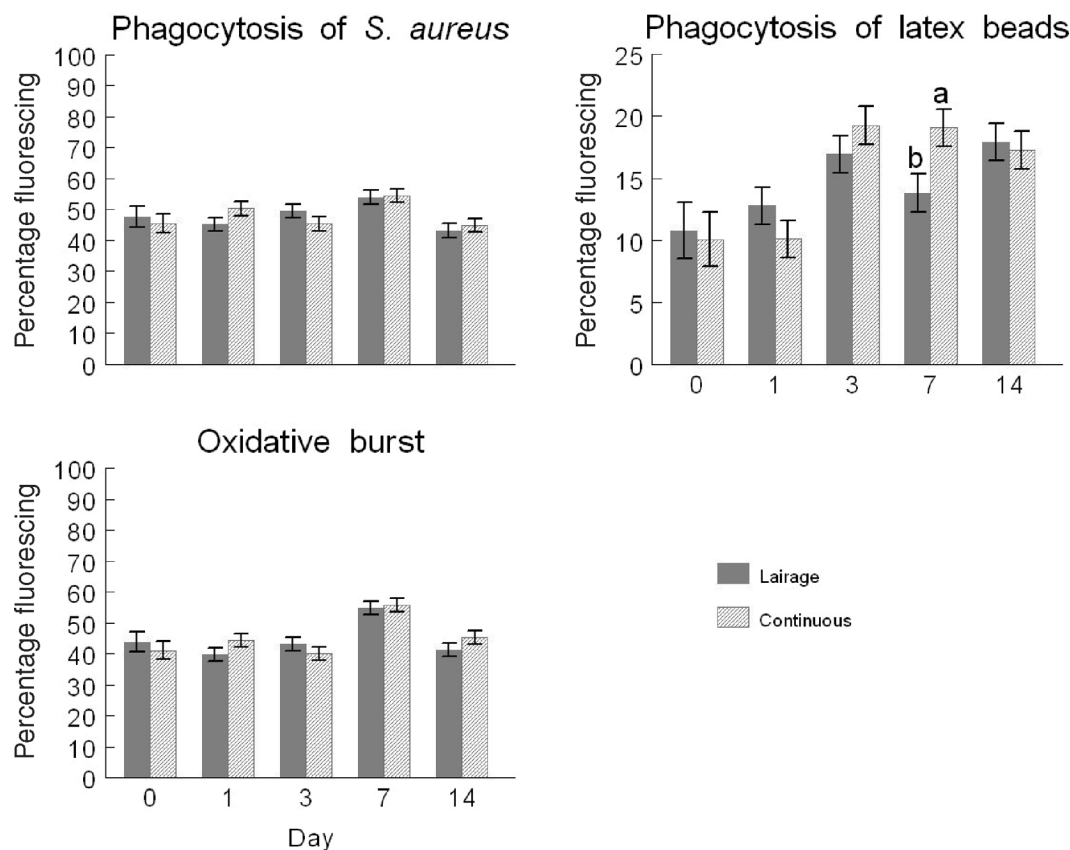 Phagocytosis of S. aureus
Percentage fluorescing
100
90
80
70
60
50
40
30
20
10
0
Phagocytosis of latex beads
Percentage fluorescing
25
20
15
10
5
0
b
a
0 1 3 7 14
Oxidative burst
Percentage fluorescing
100
90
80
70
60
50
40
30
20
10
0
0 1 3 7 14
Day
Lairage
Continuous